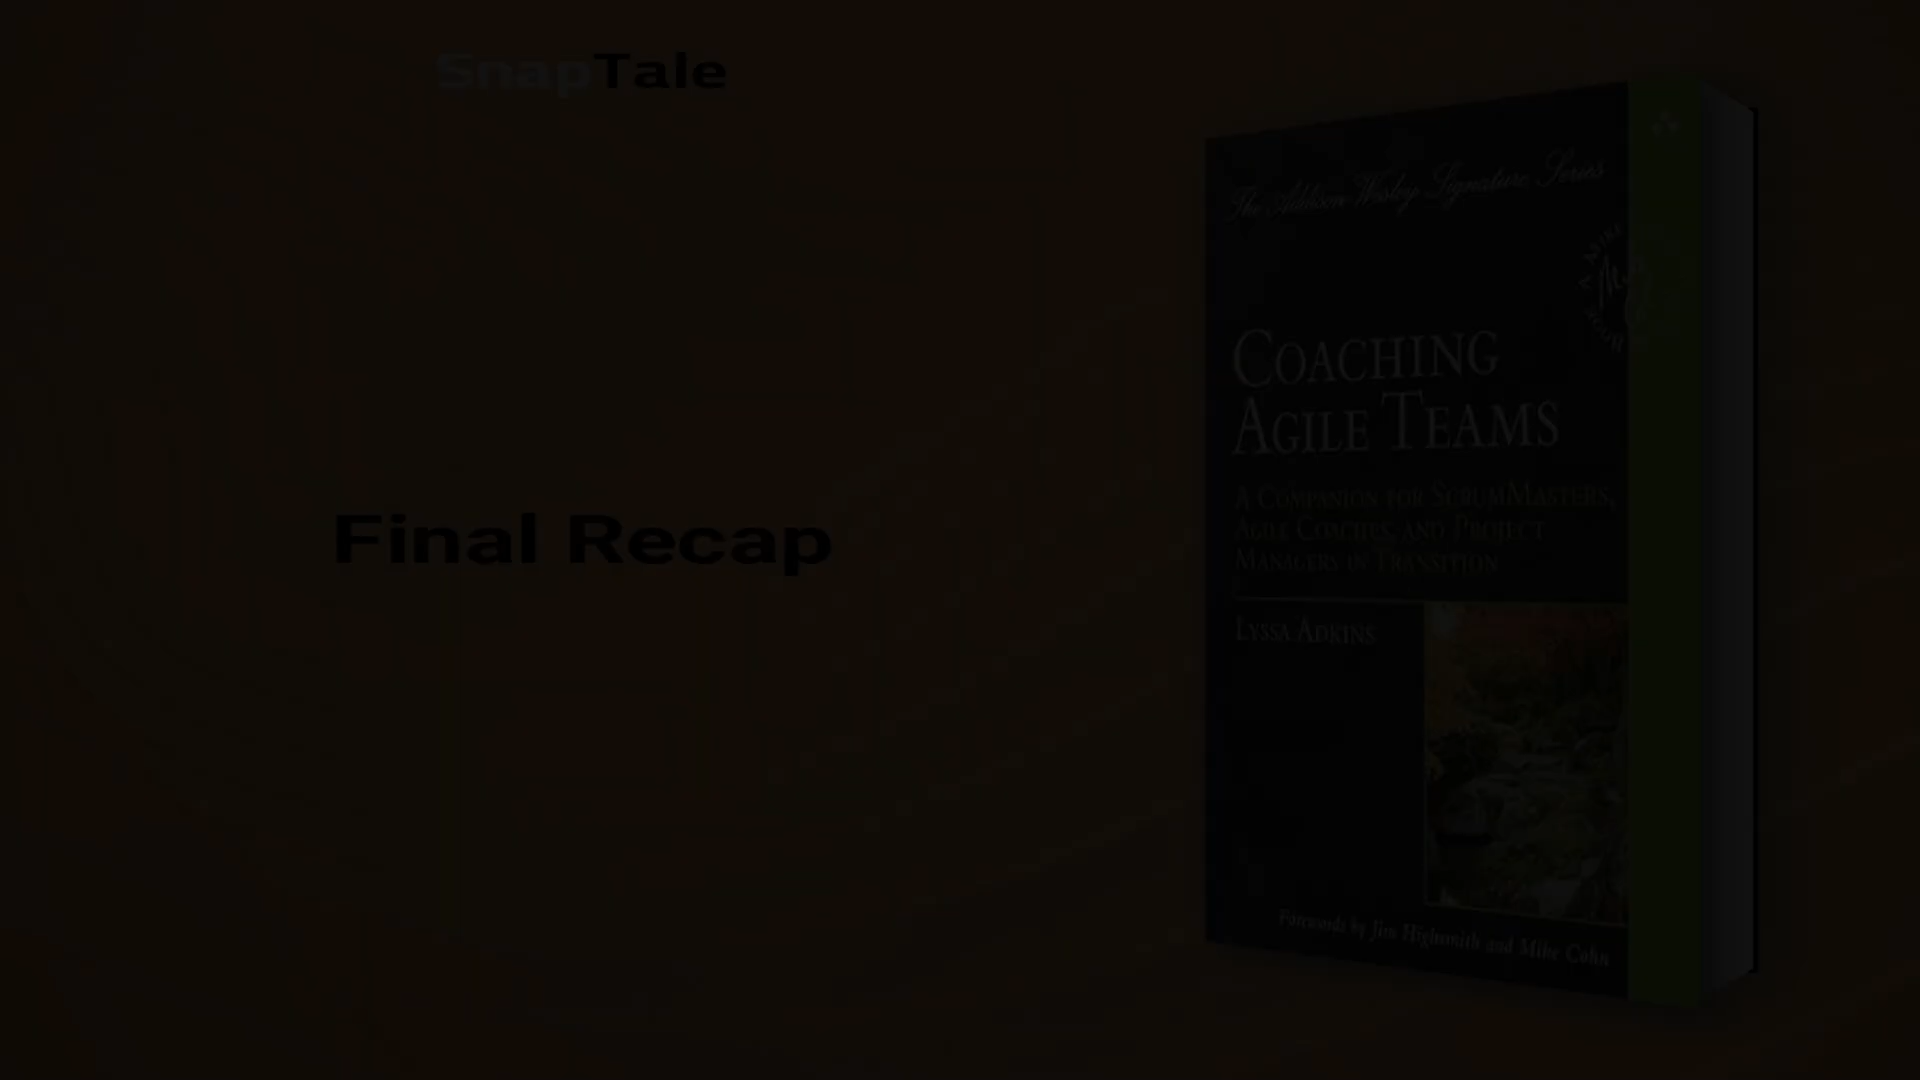 SnapTale
Final Recap
The Addison-Wesley Signature Series
COACHING
AGILE TEAMS
A COMPANION FOR SCRUMMASTERS,
AGILE COACHES, AND PROJECT
MANAGERS IN TRANSITION
LYSSA ADKINS
Forewords by Jim Highsmith and Mike Cohn